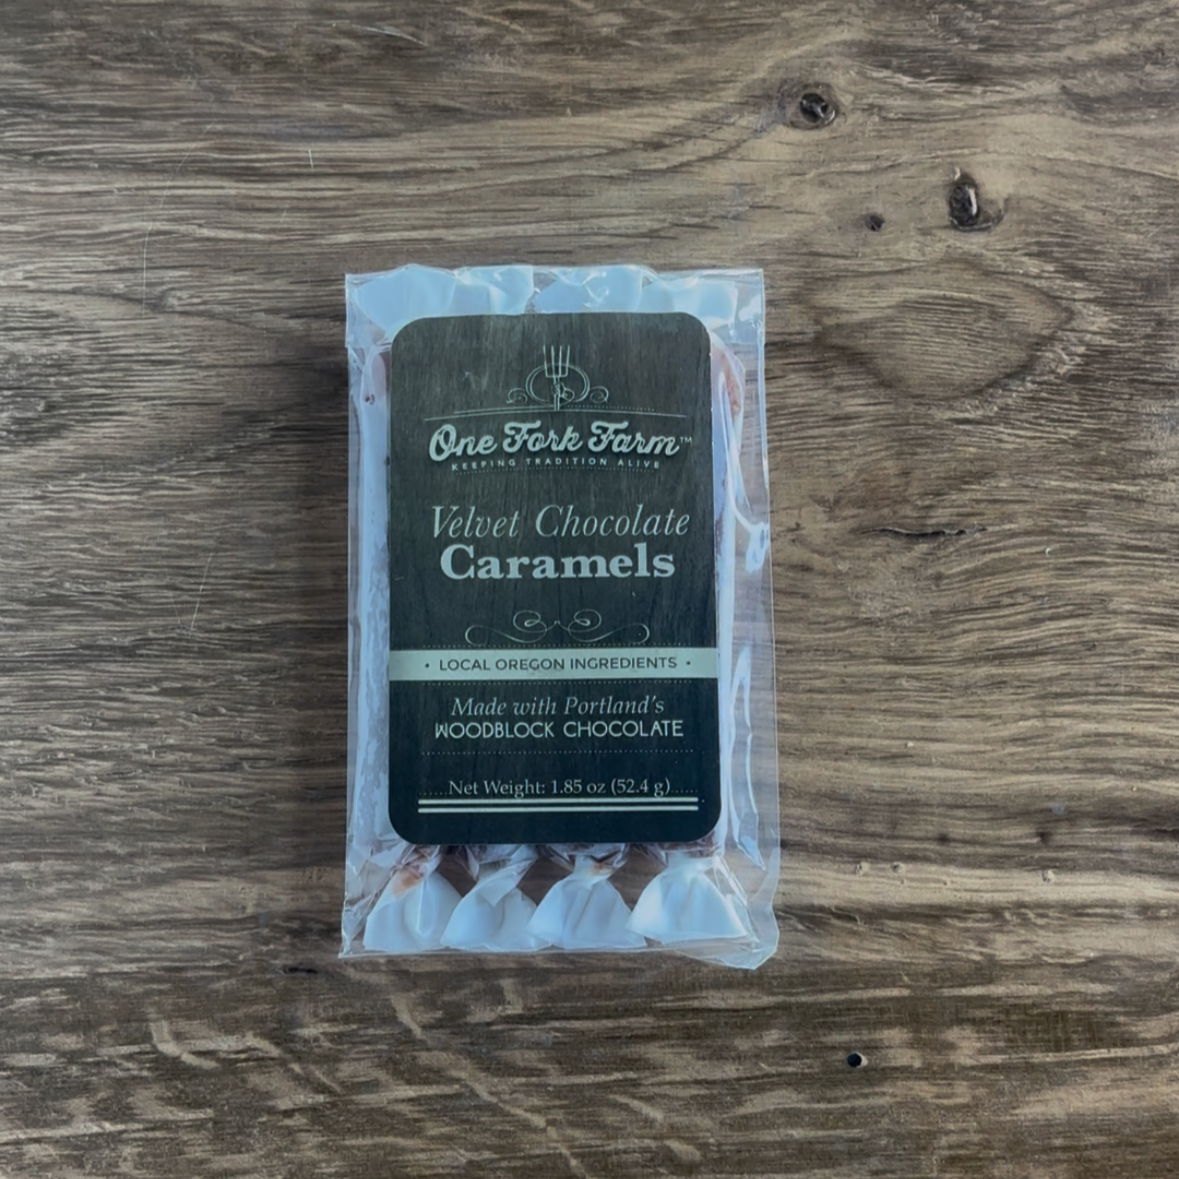 One Fork Farm™
KEEPING TRADITION ALIVE
Velvet Chocolate
Caramels
• LOCAL OREGON INGREDIENTS •
Made with Portland's
WOODBLOCK CHOCOLATE
Net Weight: 1.85 oz (52.4 g)